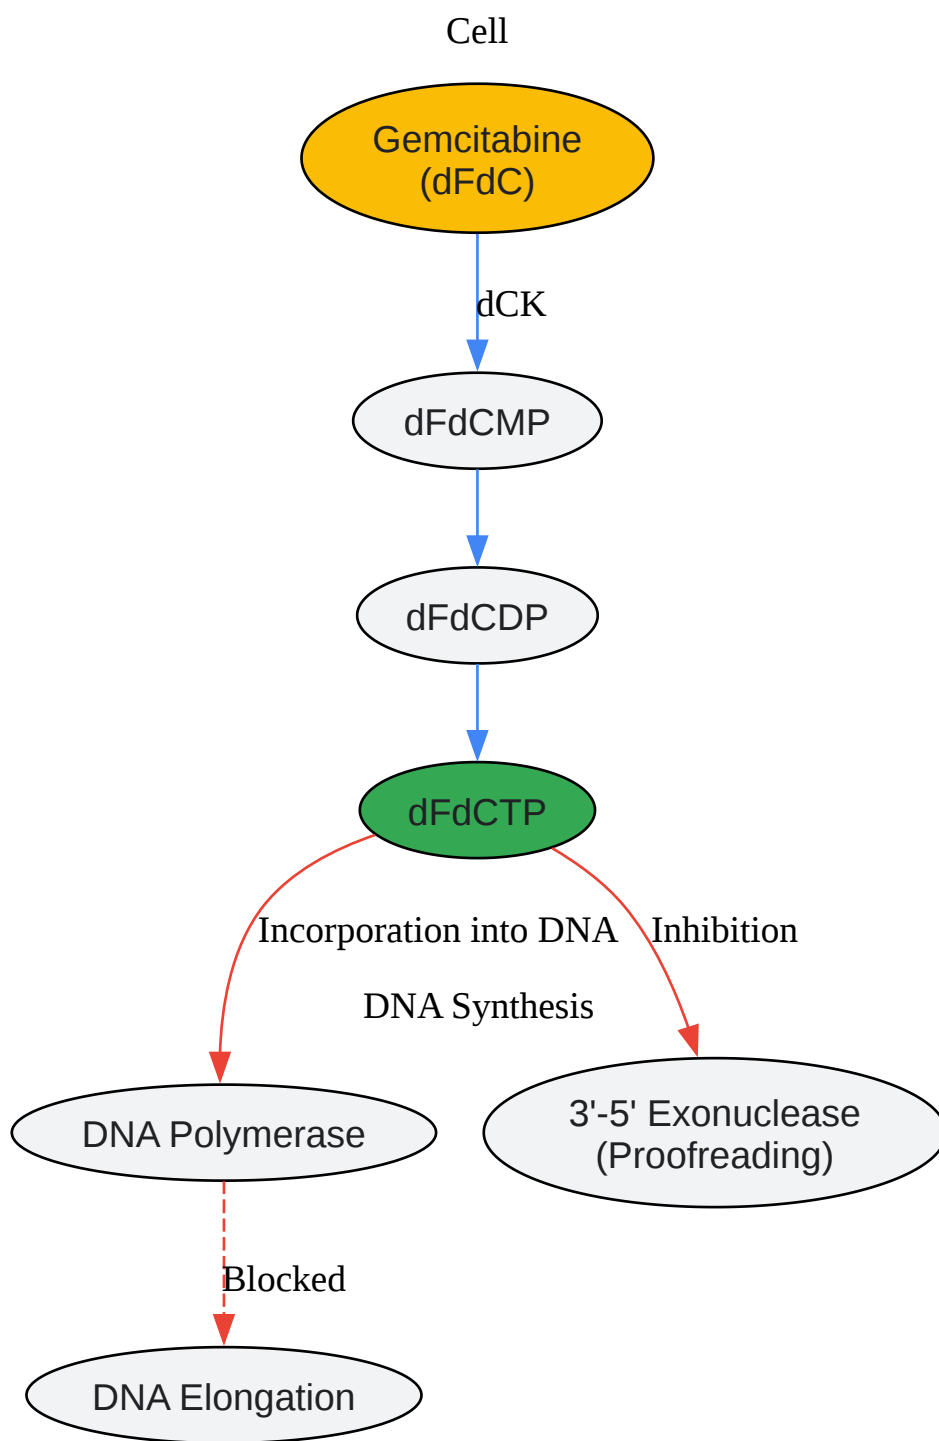 Cell
Gemcitabine
(dFdC)
dCK
dFdCMP
dFdCDP
dFdCTP
Incorporation into DNA
Inhibition
DNA Synthesis
DNA Polymerase
3'-5' Exonuclease
(Proofreading)
Blocked
DNA Elongation